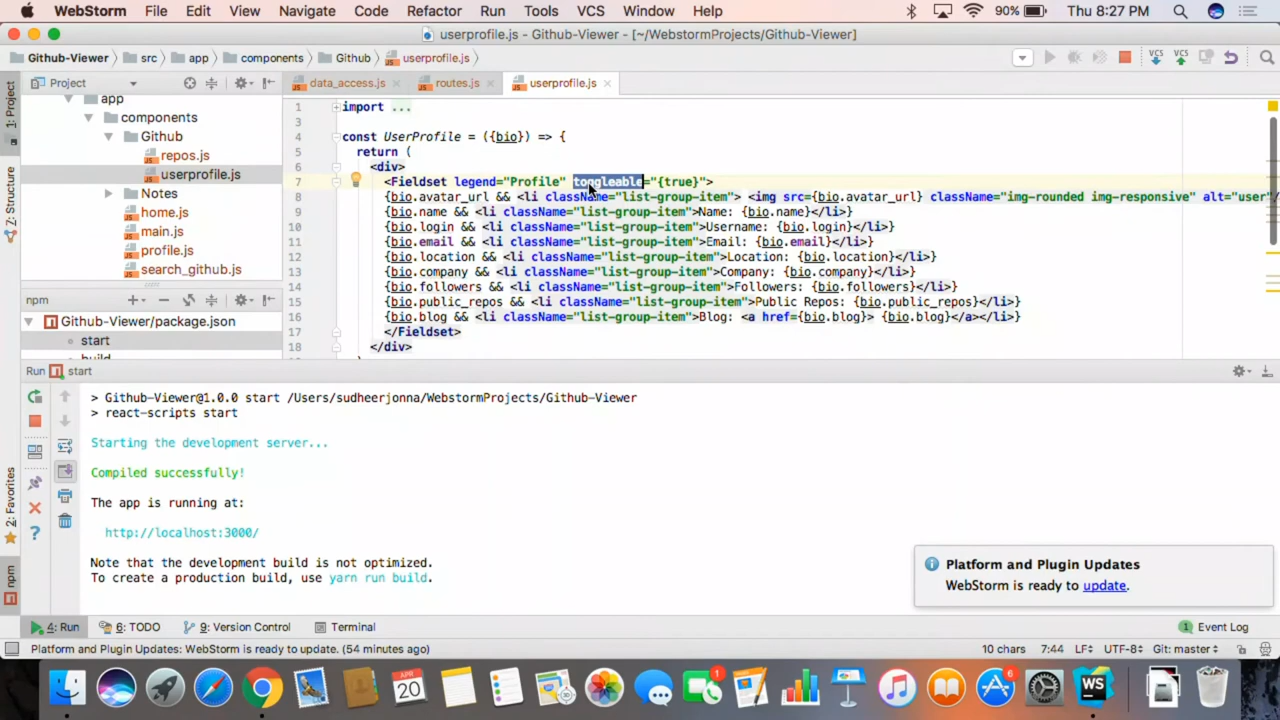 WebStorm File Edit View Navigate Code Refactor Run Tools VCS Window Help 90% Thu 8:27 PM
userprofile.js - Github-Viewer - [~/WebstormProjects/Github-Viewer]
Github-Viewer src app components Github userprofile.js
Project data_access.js routes.js userprofile.js
1: Project
7: Structure
2: Favorites
npm
app
components
Github
repos.js
userprofile.js
Notes
home.js
main.js
profile.js
search_github.js
npm
Github-Viewer/package.json
start
build
1 import ...
3
4 const UserProfile = ({bio}) => {
5 return (
6 <div>
7 <Fieldset legend="Profile" toggleable="{true}">
8 {bio.avatar_url && <li className="list-group-item"> <img src={bio.avatar_url} className="img-rounded img-responsive" alt="user"/
9 {bio.name && <li className="list-group-item">Name: {bio.name}</li>}
10 {bio.login && <li className="list-group-item">Username: {bio.login}</li>}
11 {bio.email && <li className="list-group-item">Email: {bio.email}</li>}
12 {bio.location && <li className="list-group-item">Location: {bio.location}</li>}
13 {bio.company && <li className="list-group-item">Company: {bio.company}</li>}
14 {bio.followers && <li className="list-group-item">Followers: {bio.followers}</li>}
15 {bio.public_repos && <li className="list-group-item">Public Repos: {bio.public_repos}</li>}
16 {bio.blog && <li className="list-group-item">Blog: <a href={bio.blog}> {bio.blog}</a></li>}
17 </Fieldset>
18 </div>
Run start
> Github-Viewer@1.0.0 start /Users/sudheerjonna/WebstormProjects/Github-Viewer
> react-scripts start
Starting the development server...
Compiled successfully!
The app is running at:
http://localhost:3000/
Note that the development build is not optimized.
To create a production build, use yarn run build.
Platform and Plugin Updates
WebStorm is ready to update.
4: Run 6: TODO 9: Version Control Terminal 1 Event Log
Platform and Plugin Updates: WebStorm is ready to update. (54 minutes ago) 10 chars 7:44 LF UTF-8 Git: master
APR
20
30
1
6
WS